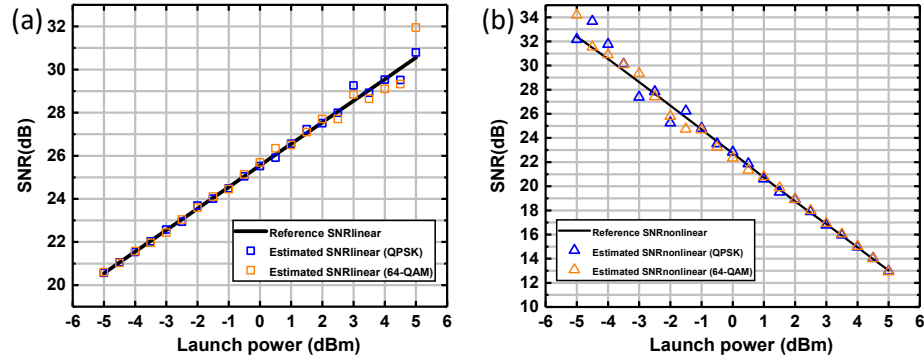 (a)
SNR(dB)
32
30
28
26
24
22
20
-6 -5 -4 -3 -2 -1 0 1 2 3 4 5 6
Launch power (dBm)
Reference SNRlinear
Estimated SNRlinear (QPSK)
Estimated SNRlinear (64-QAM)
(b)
SNR(dB)
34
32
30
28
26
24
22
20
18
16
14
12
-6 -5 -4 -3 -2 -1 0 1 2 3 4 5 6
Launch power (dBm)
Reference SNRnonlinear
Estimated SNRnonlinear (QPSK)
Estimated SNRnonlinear (64-QAM)